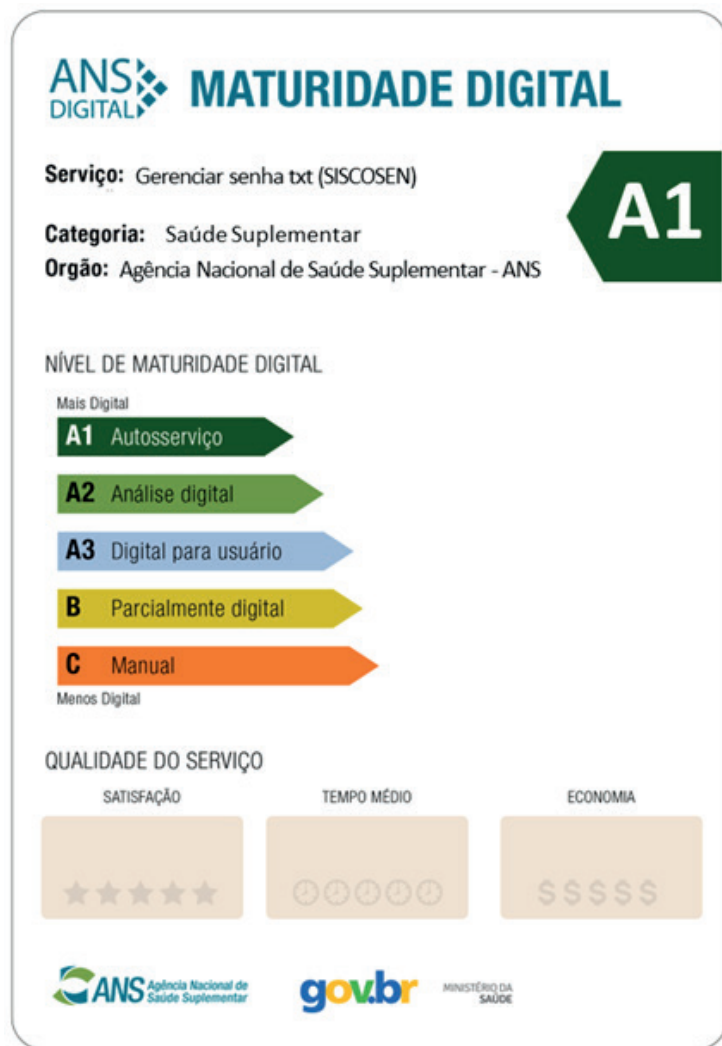 ANS
DIGITAL
MATURIDADE DIGITAL
Serviço: Gerenciar senha txt (SISCOSEN)
A1
Categoria: Saúde Suplementar
Orgão: Agência Nacional de Saúde Suplementar - ANS
NÍVEL DE MATURIDADE DIGITAL
Mais Digital
A1 Autosserviço
A2 Análise digital
A3 Digital para usuário
B Parcialmente digital
C Manual
Menos Digital
QUALIDADE DO SERVIÇO
SATISFAÇÃO TEMPO MÉDIO ECONOMIA
$$$$$
ANS Agência Nacional de
Saúde Suplementar
gov.br
MINISTÉRIO DA
SAÚDE